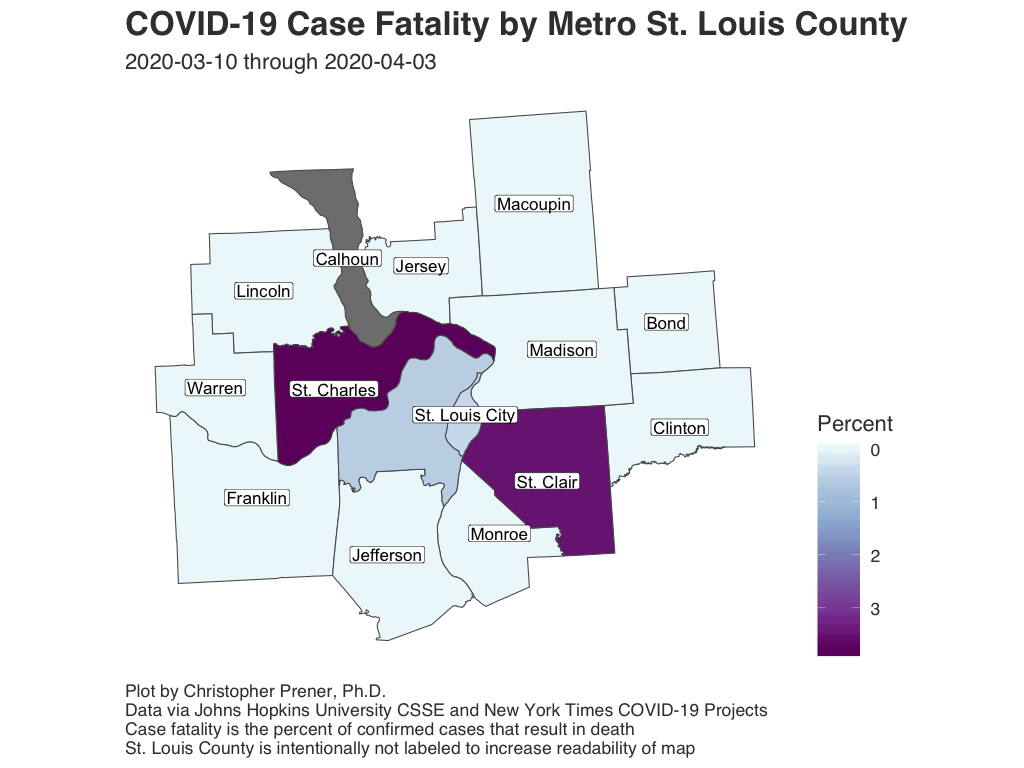 COVID-19 Case Fatality by Metro St. Louis County
2020-03-10 through 2020-04-03
Macoupin
Calhoun
Jersey
Lincoln
Bond
Madison
Warren
St. Charles
St. Louis City
Clinton
St. Clair
Franklin
Monroe
Jefferson
Percent
0
1
2
3
Plot by Christopher Prener, Ph.D.
Data via Johns Hopkins University CSSE and New York Times COVID-19 Projects
Case fatality is the percent of confirmed cases that result in death
St. Louis County is intentionally not labeled to increase readability of map